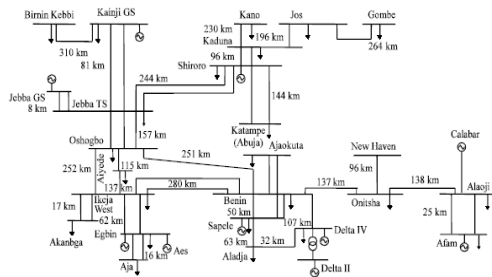 Birnin Kebbi
Kainji GS
Kano
Jos
Gombe
230 km
196 km
Kaduna
310 km
264 km
81 km
96 km
Shiroro
244 km
144 km
Jebba GS
8 km
Jebba TS
157 km
Katampe
(Abuja)
Ajaokuta
Oshogbo
New Haven
Calabar
252 km
Aiyede
115 km
251 km
96 km
137 km
280 km
137 km
138 km
Alaoji
17 km
Ikeja
West
Benin
Onitsha
62 km
50 km
107 km
25 km
Akanbga
Egbin
Sapele
Delta IV
Afam
Aes
63 km
32 km
16 km
Aladja
Aja
Delta II